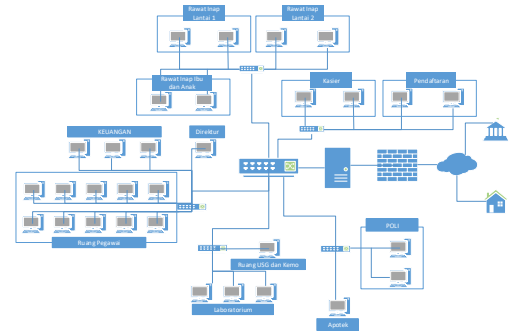 Rawat Inap
Lantai 1
Rawat Inap
Lantai 2
Rawat Inap Ibu
dan Anak
Kasier
Pendaftaran
KEUANGAN
Direktur
Ruang Pegawai
POLI
Ruang USG dan Kemo
Laboratorium
Apotek